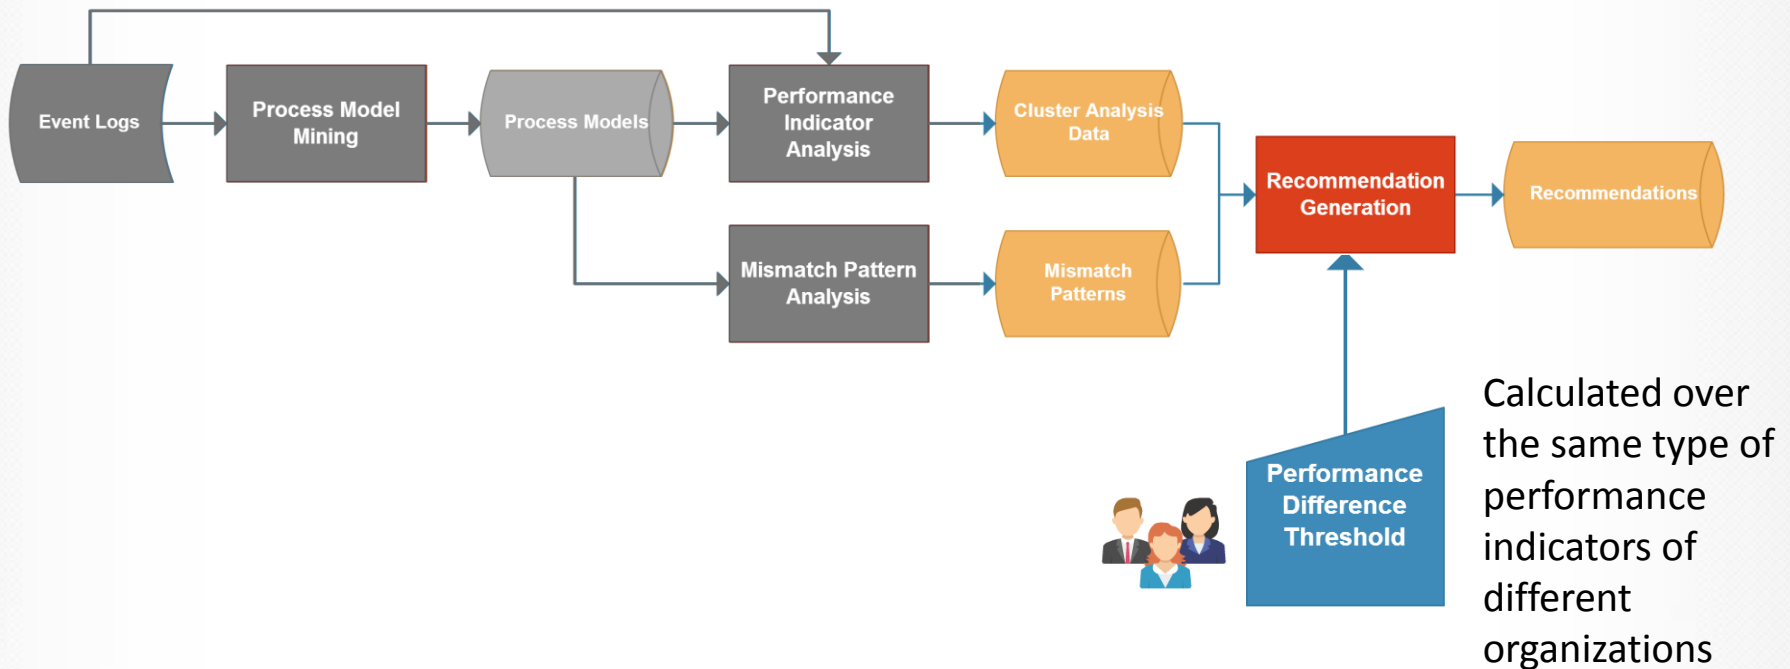 Event Logs
Process Model
Mining
Process Models
Performance
Indicator
Analysis
Cluster Analysis
Data
Recommendation
Generation
Recommendations
Mismatch Pattern
Analysis
Mismatch
Patterns
Performance
Difference
Threshold
Calculated over
the same type of
performance
indicators of
different
organizations